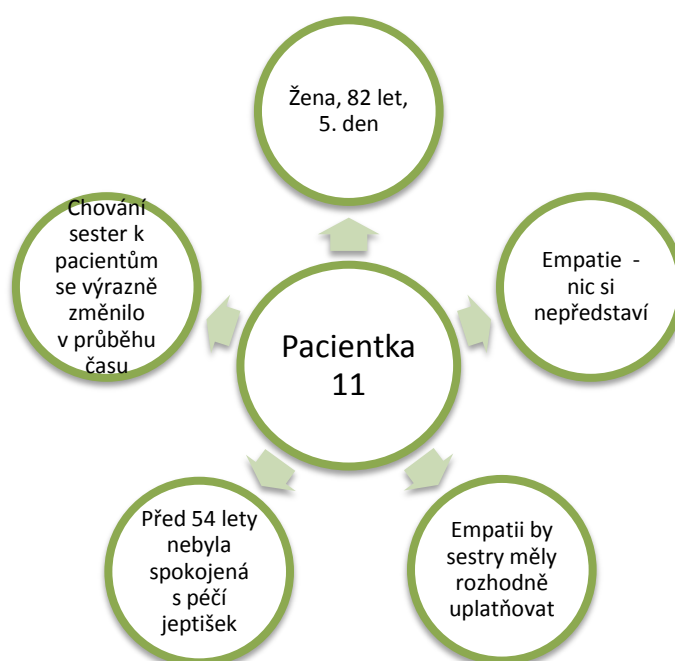 Žena, 82 let,
5. den
Chování
sester k
pacientům
se výrazně
změnilo
v průběhu
času
Empatie  -
nic si
nepředstaví
Pacientka
11
Před 54 lety
nebyla
spokojená
s péčí
jeptišek
Empatii by
sestry měly
rozhodně
uplatňovat